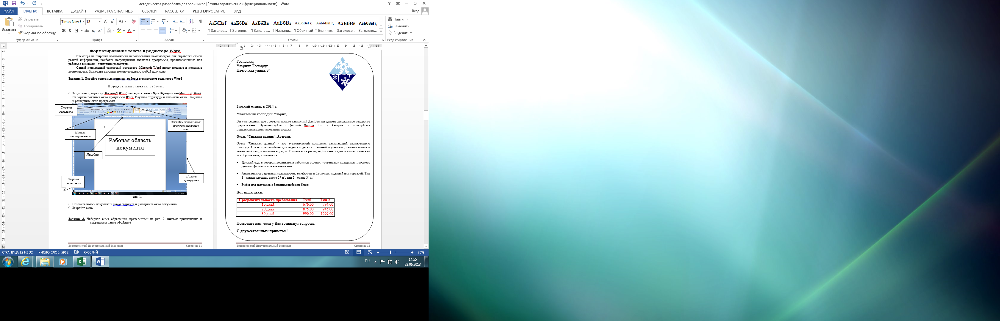 методическая разработка для заочников [Режим ограниченной функциональности] - Word
ФАЙЛ ГЛАВНАЯ ВСТАВКА ДИЗАЙН РАЗМЕТКА СТРАНИЦЫ ССЫЛКИ РАССЫЛКИ РЕЦЕНЗИРОВАНИЕ ВИД Вход
Вставить
Вырезать
Копировать
Формат по образцу
Буфер обмена
Times New F 12
Ж К Ч abc x₂ x²
Шрифт
Абзац
АаБбВвГ АаБбВв АаБбВв АаБбВв АаБбВвГг, АаБбВвГг, АаБбВв АаБбВвГг,
¶ Заголов... ¶ Заголов... ¶ Заголов... ¶ Названи... ¶ Обычный ¶ Без инте... Заголово... Заголово...
Стили
Найти
Заменить
Выделить
Редактирование
Форматирование текста в редакторе Word
Несмотря на широкие возможности использования компьютеров для обработки самой
разной информации, наиболее популярными являются программы, предназначенные для
работы с текстами, - текстовые редакторы.
Самый популярный текстовый процессор Microsoft Word имеет мощные и полезные
возможности, благодаря которым можно создавать любой документ.
Задание 1. Освойте основные приемы работы в текстовом редакторе Word
Порядок выполнения работы:
✓ Запустите программу Microsoft Word, пользуясь меню Пуск/Программы/Microsoft Word.
На экране появится окно программы Word. Изучите структуру и элементы окна. Сверните
и разверните окно программы.
Строка
заголовка
Закладки активизации
соответствующего
меню
Панели
инструментов
Рабочая область
документа
Линейка
Строка
состояния
Полоса
прокрутки
рис. 1.
✓ Создайте новый документ и затем сверните и разверните окно документа.
✓ Закройте окно.
Задание 3. Наберите текст обращения, приведенный на рис. 2. (письмо-приглашение и
сохраните в папке «Файлы»)
Воскресенский Индустриальный Техникум Страница 11
Господину
Ульриху Леонарду
Цветочная улица, 34
Зимний отдых в 2014 г.
Уважаемый господин Ульрих,
Вы уже решили, где провести зимние каникулы? Для Вас мы делаем специальное недорогое
предложение. Путешествуйте с фирмой Sunrise Ltd. в Австрию и пользуйтесь
привлекательными условиями отдыха.
Отель "Снежная долина", Австрия.
Отель "Снежная долина" - это туристический комплекс, занимающий значительную
площадь. Отель приспособлен для отдыха с детьми. Лыжный подъемник, лыжная школа и
теннисный зал расположены рядом. В отеле есть ресторан, бассейн, сауна и гимнастический
зал. Кроме того, в отеле есть:
• Детский сад, в котором воспитатели заботятся о детях, устраивают праздники, просмотр
детских фильмов или чтение сказок.
• Апартаменты с цветным телевизором, телефоном и балконом, лоджией или террасой. Тип
1 - жилая площадь около 27 м², тип 2 - около 34 м².
• Буфет для завтраков с большим выбором блюд.
Вот наши цены:
Продолжительность пребывания Тип1 Тип 2
10 дней 676.00 794.00
20 дней 875.00 945.00
30 дней 990.00 1099.00
Позвоните нам, если у Вас возникнут вопросы.
С дружественным приветом!
Воскресенский Индустриальный Техникум Страница 12
СТРАНИЦА 12 ИЗ 32 ЧИСЛО СЛОВ: 5962 РУССКИЙ 70%
RU 14:55
28.06.2013